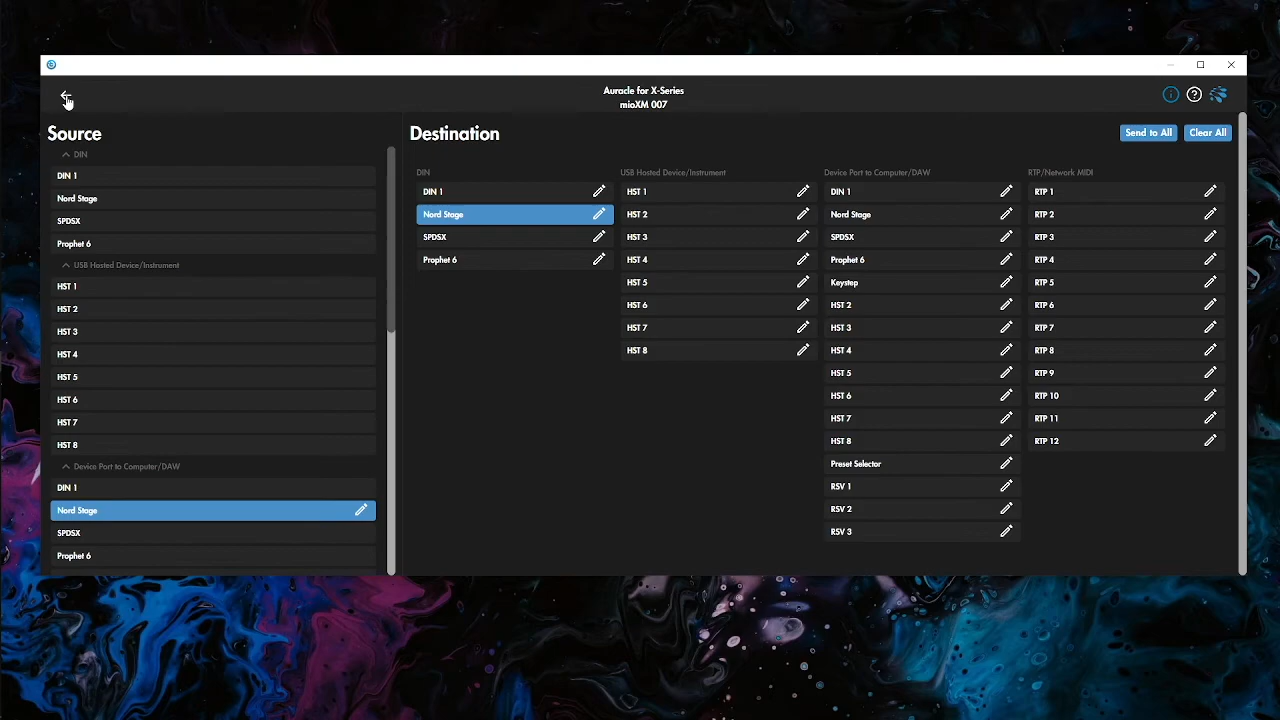 Auracle for X-Series
mioXM 007
Source
DIN
DIN 1
Nord Stage
SPDSX
Prophet 6
USB Hosted Device/Instrument
HST 1
HST 2
HST 3
HST 4
HST 5
HST 6
HST 7
HST 8
Device Port to Computer/DAW
DIN 1
Nord Stage
SPDSX
Prophet 6
Destination
Send to All
Clear All
DIN
DIN 1
Nord Stage
SPDSX
Prophet 6
USB Hosted Device/Instrument
HST 1
HST 2
HST 3
HST 4
HST 5
HST 6
HST 7
HST 8
Device Port to Computer/DAW
DIN 1
Nord Stage
SPDSX
Prophet 6
Keystep
HST 2
HST 3
HST 4
HST 5
HST 6
HST 7
HST 8
Preset Selector
RSV 1
RSV 2
RSV 3
RTP/Network MIDI
RTP 1
RTP 2
RTP 3
RTP 4
RTP 5
RTP 6
RTP 7
RTP 8
RTP 9
RTP 10
RTP 11
RTP 12